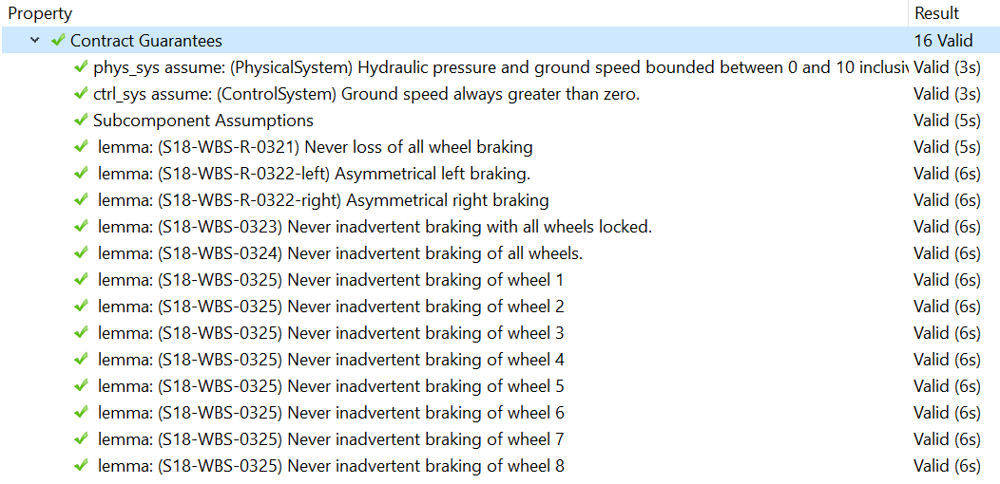 Property Result
Contract Guarantees 16 Valid
phys_sys assume: (PhysicalSystem) Hydraulic pressure and ground speed bounded between 0 and 10 Valid (3s)
ctrl_sys assume: (ControlSystem) Ground speed always greater than zero. Valid (3s)
Subcomponent Assumptions Valid (5s)
lemma: (S18-WBS-R-0321) Never loss of all wheel braking Valid (5s)
lemma: (S18-WBS-R-0322-left) Asymmetrical left braking. Valid (6s)
lemma: (S18-WBS-R-0322-right) Asymmetrical right braking Valid (6s)
lemma: (S18-WBS-0323) Never inadvertent braking with all wheels locked. Valid (6s)
lemma: (S18-WBS-0324) Never inadvertent braking of all wheels. Valid (6s)
lemma: (S18-WBS-0325) Never inadvertent braking of wheel 1 Valid (6s)
lemma: (S18-WBS-0325) Never inadvertent braking of wheel 2 Valid (6s)
lemma: (S18-WBS-0325) Never inadvertent braking of wheel 3 Valid (6s)
lemma: (S18-WBS-0325) Never inadvertent braking of wheel 4 Valid (6s)
lemma: (S18-WBS-0325) Never inadvertent braking of wheel 5 Valid (6s)
lemma: (S18-WBS-0325) Never inadvertent braking of wheel 6 Valid (6s)
lemma: (S18-WBS-0325) Never inadvertent braking of wheel 7 Valid (6s)
lemma: (S18-WBS-0325) Never inadvertent braking of wheel 8 Valid (6s)